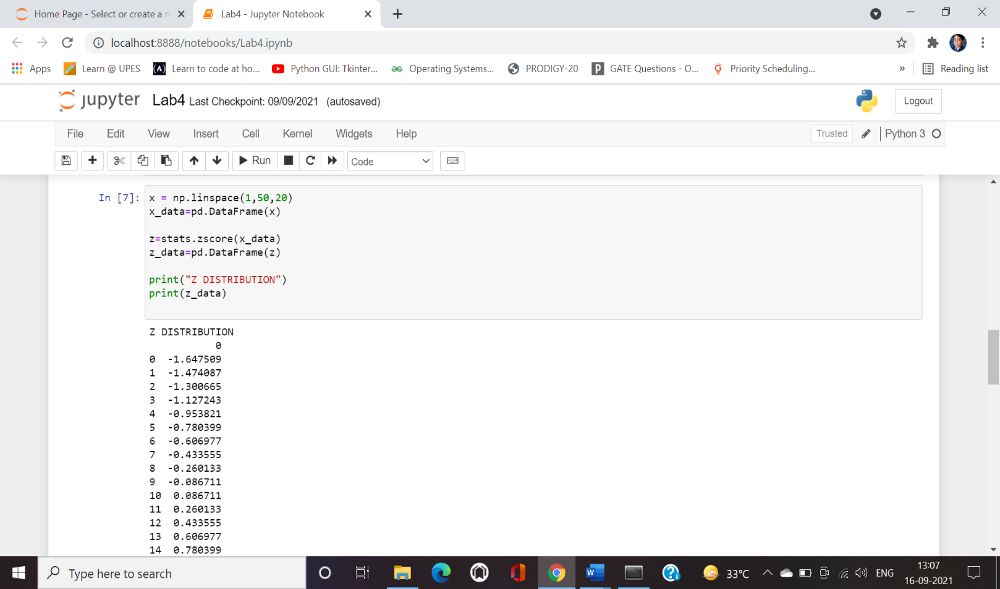 Home Page - Select or create a n
Lab4 - Jupyter Notebook
localhost:8888/notebooks/Lab4.ipynb
Apps
Learn @ UPES
Learn to code at ho...
Python GUI: Tkinter...
Operating Systems...
PRODIGY-20
GATE Questions - O...
Priority Scheduling...
»
Reading list
jupyter Lab4 Last Checkpoint: 09/09/2021 (autosaved)
Logout
File Edit View Insert Cell Kernel Widgets Help
Trusted
Python 3
Run
Code
In [7]:
x = np.linspace(1,50,20)
x_data=pd.DataFrame(x)
z=stats.zscore(x_data)
z_data=pd.DataFrame(z)
print("Z DISTRIBUTION")
print(z_data)
Z DISTRIBUTION
0
0 -1.647509
1 -1.474087
2 -1.300665
3 -1.127243
4 -0.953821
5 -0.780399
6 -0.606977
7 -0.433555
8 -0.260133
9 -0.086711
10 0.086711
11 0.260133
12 0.433555
13 0.606977
14 0.780399
Type here to search
33°C
ENG
13:07
16-09-2021